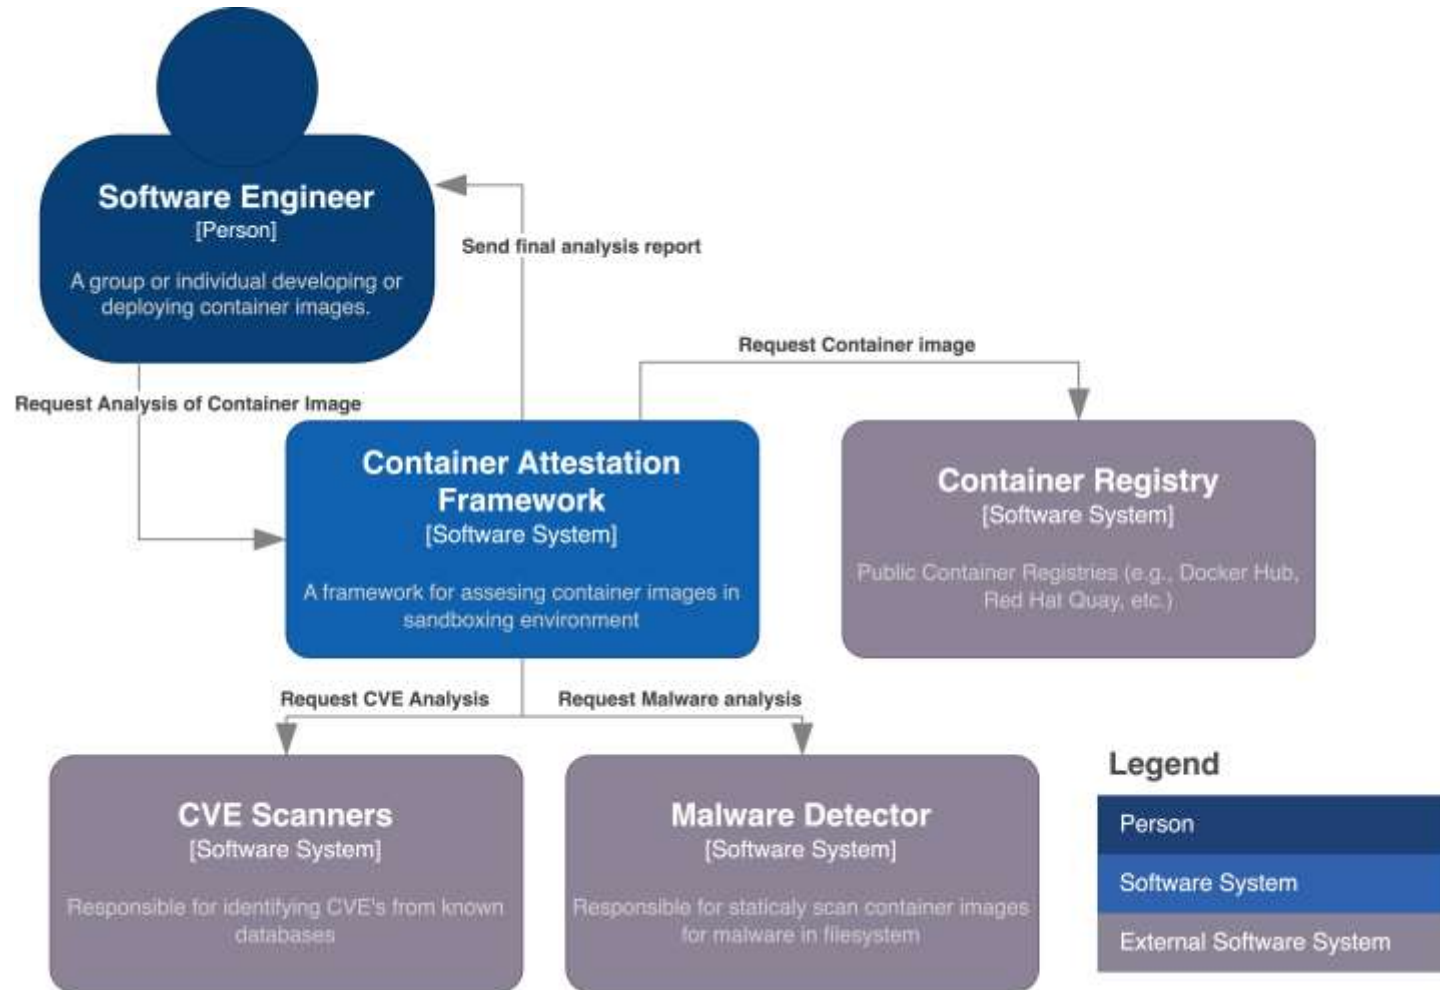 Software Engineer
[Person]
A group or individual developing or
deploying container images.
Send final analysis report
Request Container image
Request Analysis of Container Image
Container Attestation
Framework
[Software System]
A framework for assesing container images in
sandboxing environment
Container Registry
[Software System]
Public Container Registries (e.g., Docker Hub,
Red Hat Quay, etc.)
Request CVE Analysis
Request Malware analysis
CVE Scanners
[Software System]
Responsible for identifying CVE's from known
databases
Malware Detector
[Software System]
Responsible for staticaly scan container images
for malware in filesystem
Legend
Person
Software System
External Software System